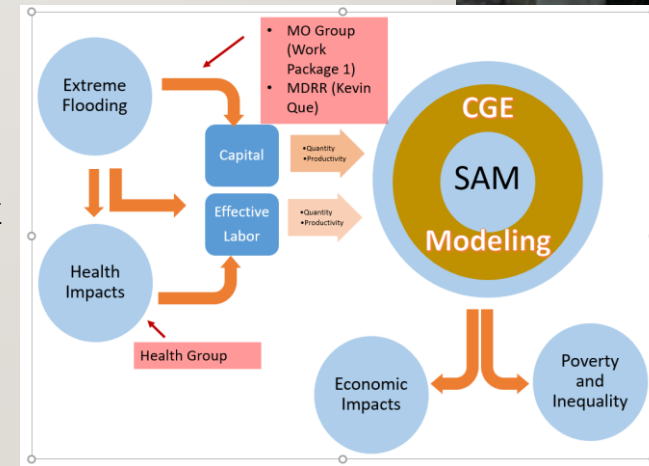 • MO Group
(Work
Package 1)
• MDRR (Kevin
Que)
Extreme
Flooding
Capital
•Quantity
•Productivity
Effective
Labor
•Quantity
•Productivity
Health
Impacts
Health Group
CGE
SAM
Modeling
Economic
Impacts
Poverty
and
Inequality